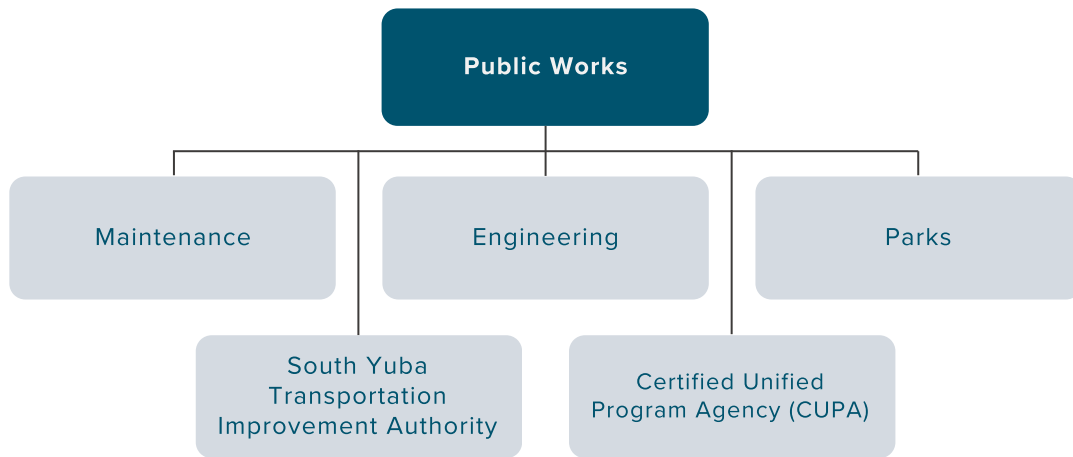 Public Works
Maintenance
Engineering
Parks
South Yuba
Transportation
Improvement Authority
Certified Unified
Program Agency (CUPA)